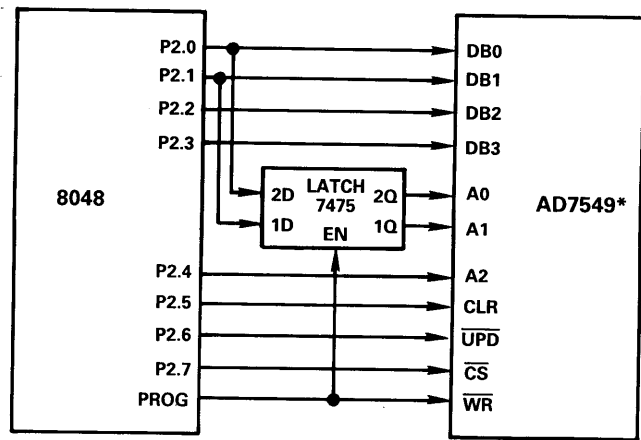 P2.0
DB0
P2.1
DB1
P2.2
DB2
P2.3
DB3
LATCH
2D 2Q
A0
7475
8048
AD7549*
1D 1Q
A1
EN
P2.4
A2
P2.5
CLR
P2.6
UPD
P2.7
CS
PROG
WR